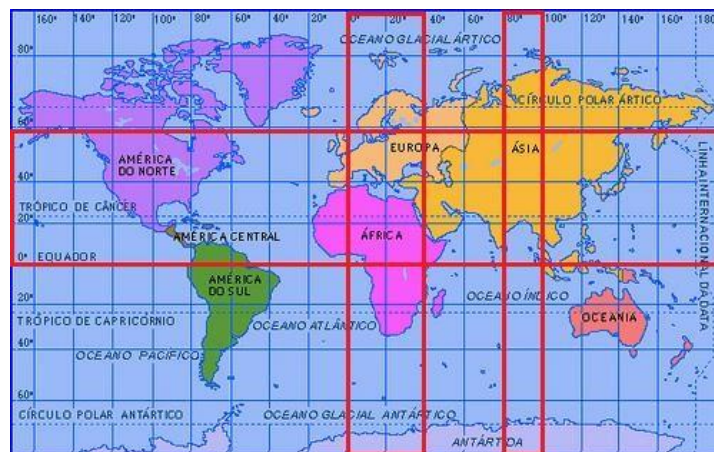 160° 140° 120° 100° 80° 60° 40° 20° 0° 20° 40° 60° 80° 100° 120° 140° 160° 180
OCEANO GLACIAL ÁRTICO
80°
60°
CÍRCULO POLAR ÁRTICO
AMÉRICA
DO NORTE
EUROPA
ÁSIA
40°
TRÓPICO DE CÂNCER
20°
AMÉRICA CENTRAL
ÁFRICA
LINHA INTERNACIONAL DA DATA
0° EQUADOR
AMÉRICA
DO SUL
20°
OCEANO ÍNDICO
TRÓPICO DE CAPRICÓRNIO
OCEANO ATLÂNTICO
OCEANIA
40°
OCEANO PACÍFICO
60°
CÍRCULO POLAR ANTÁRTICO
OCEANO GLACIAL ANTÁRTICO
80°
ANTÁRTIDA